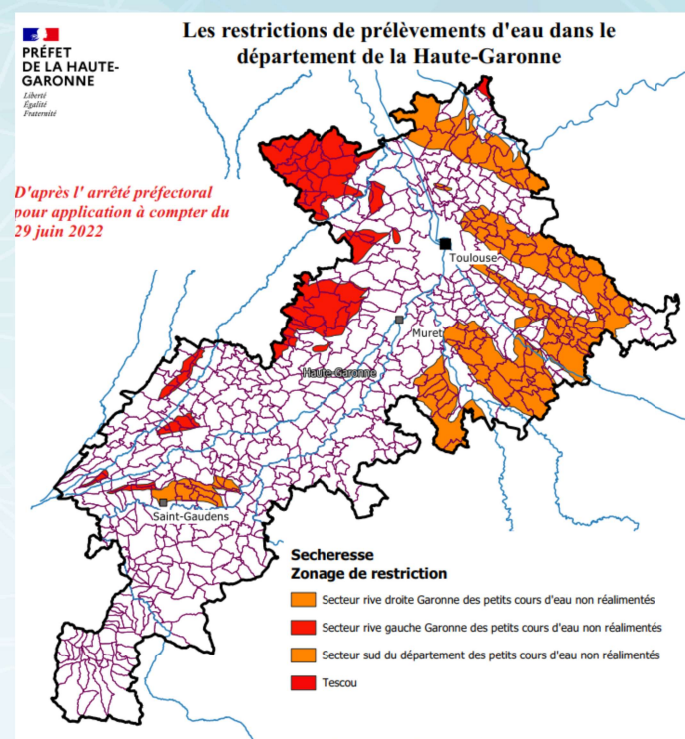 PRÉFET
DE LA HAUTE-
GARONNE
Liberté
Égalité
Fraternité
Les restrictions de prélèvements d'eau dans le
département de la Haute-Garonne
D'après l' arrêté préfectoral
pour application à compter du
29 juin 2022
Toulouse
Muret
Haute-Garonne
Saint-Gaudens
Secheresse
Zonage de restriction
Secteur rive droite Garonne des petits cours d'eau non réalimentés
Secteur rive gauche Garonne des petits cours d'eau non réalimentés
Secteur sud du département des petits cours d'eau non réalimentés
Tescou